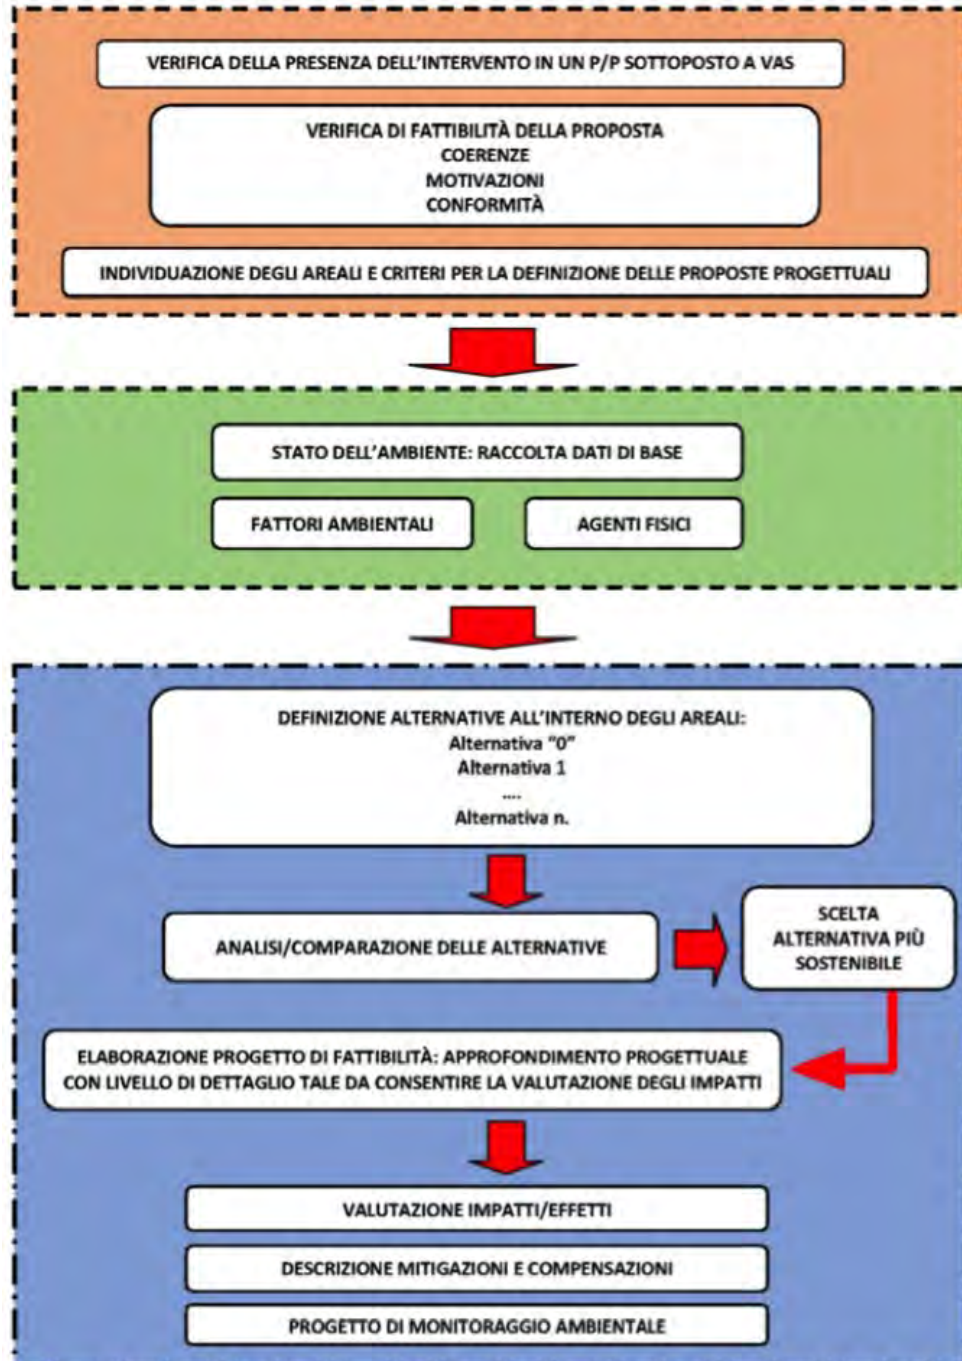 VERIFICA DELLA PRESENZA DELL'INTERVENTO IN UN P/P SOTTOPOSTO A VAS
VERIFICA DI FATTIBILITÀ DELLA PROPOSTA
COERENZE
MOTIVAZIONI
CONFORMITÀ
INDIVIDUAZIONE DEGLI AREALI E CRITERI PER LA DEFINIZIONE DELLE PROPOSTE PROGETTUALI
STATO DELL'AMBIENTE: RACCOLTA DATI DI BASE
FATTORI AMBIENTALI
AGENTI FISICI
DEFINIZIONE ALTERNATIVE ALL'INTERNO DEGLI AREALI:
Alternativa "0"
Alternativa 1
....
Alternativa n.
ANALISI/COMPARAZIONE DELLE ALTERNATIVE
SCELTA
ALTERNATIVA PIÙ
SOSTENIBILE
ELABORAZIONE PROGETTO DI FATTIBILITÀ: APPROFONDIMENTO PROGETTUALE
CON LIVELLO DI DETTAGLIO TALE DA CONSENTIRE LA VALUTAZIONE DEGLI IMPATTI
VALUTAZIONE IMPATTI/EFFETTI
DESCRIZIONE MITIGAZIONI E COMPENSAZIONI
PROGETTO DI MONITORAGGIO AMBIENTALE